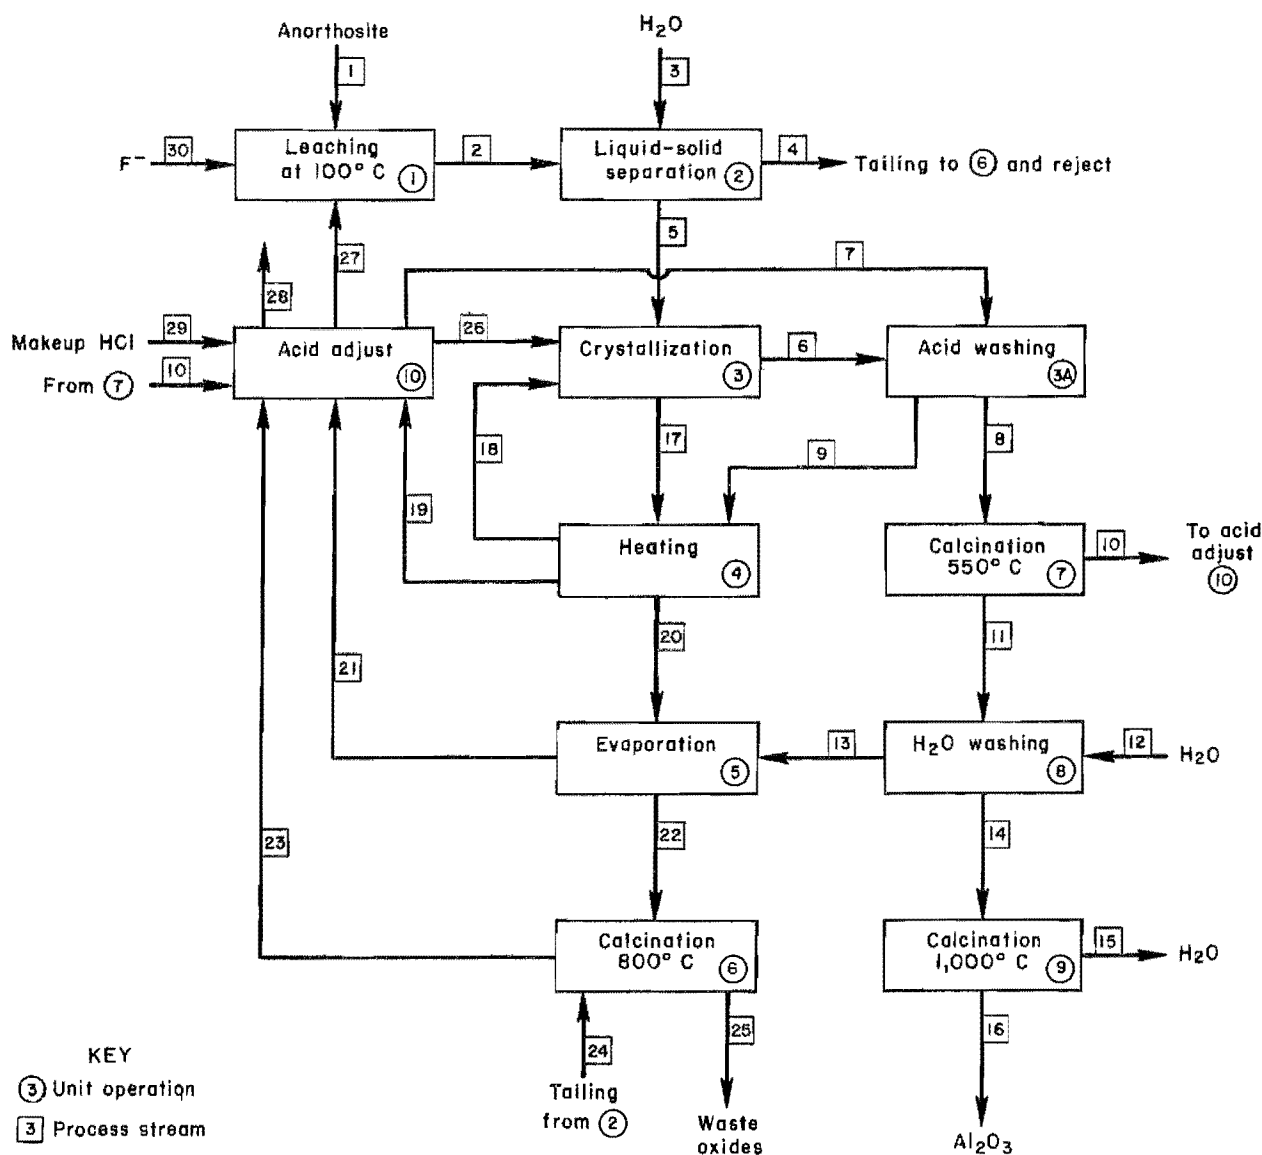 Anorthosite
H₂O
1
3
F⁻
30
Leaching
at 100° C
1
2
Liquid-solid
separation
2
4
Tailing to 6 and reject
5
7
28
27
Makeup HCl
29
From 7
10
Acid adjust
10
26
Crystallization
3
6
Acid washing
3A
18
17
9
8
19
Heating
4
Calcination
550° C
7
10
To acid
adjust
10
20
11
21
Evaporation
5
13
H₂O washing
8
12
H₂O
23
22
14
Calcination
800° C
6
Calcination
1,000° C
9
15
H₂O
24
25
16
Tailing
from 2
Waste
oxides
Al₂O₃
KEY
3 Unit operation
3 Process stream